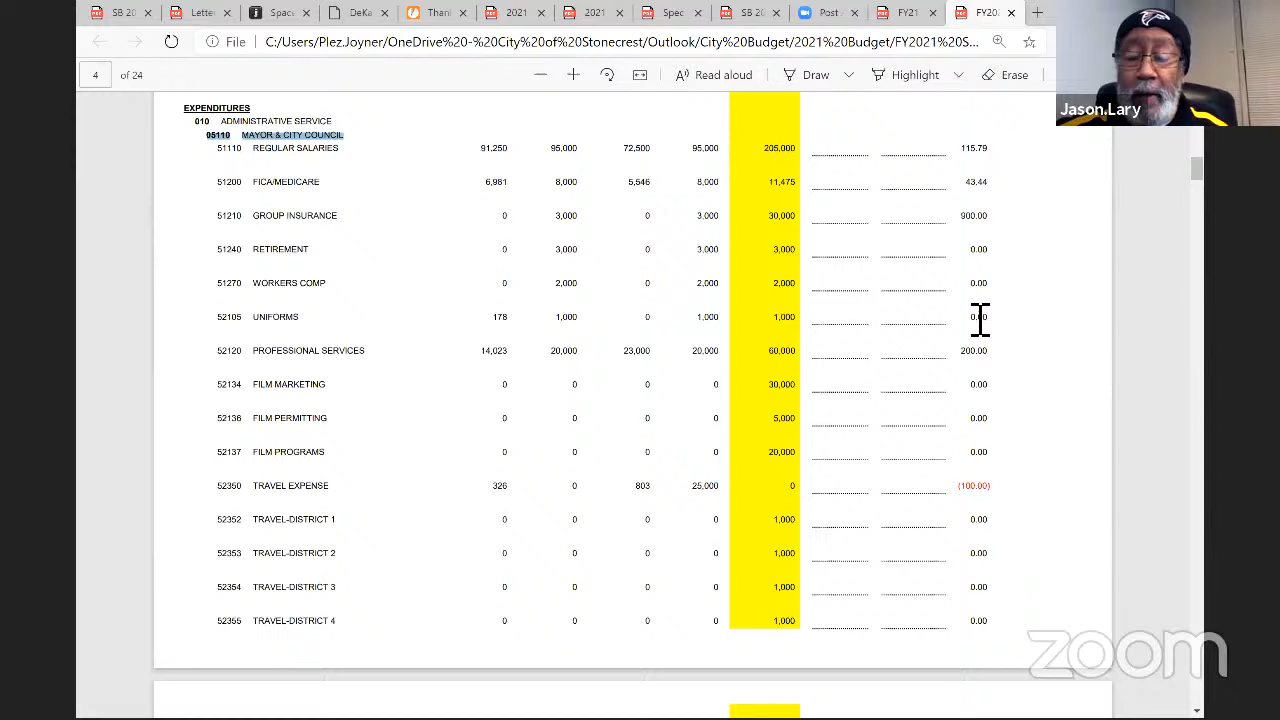 SB 20
Letter
Space
Than
2021
Spec
SB 2
Post
FY21
FY20
File C:/Users/Plez.Joyner/OneDrive%20-%20City%20of%20Stonecrest/Outlook/City%20Budget/2021%20Budget/FY2021%20S...
4 of 24
Read aloud Draw Highlight Erase
Jason.Lary
EXPENDITURES
010 ADMINISTRATIVE SERVICE
05110 MAYOR & CITY COUNCIL
51110 REGULAR SALARIES 91,250 95,000 72,500 95,000 205,000 115.79
51200 FICA/MEDICARE 6,981 8,000 5,546 8,000 11,475 43.44
51210 GROUP INSURANCE 0 3,000 0 3,000 30,000 900.00
51240 RETIREMENT 0 3,000 0 3,000 3,000 0.00
51270 WORKERS COMP 0 2,000 0 2,000 2,000 0.00
52105 UNIFORMS 178 1,000 0 1,000 1,000 0.00
52120 PROFESSIONAL SERVICES 14,023 20,000 23,000 20,000 60,000 200.00
52134 FILM MARKETING 0 0 0 0 30,000 0.00
52136 FILM PERMITTING 0 0 0 0 5,000 0.00
52137 FILM PROGRAMS 0 0 0 0 20,000 0.00
52350 TRAVEL EXPENSE 326 0 803 25,000 0 (100.00)
52352 TRAVEL-DISTRICT 1 0 0 0 0 1,000 0.00
52353 TRAVEL-DISTRICT 2 0 0 0 0 1,000 0.00
52354 TRAVEL-DISTRICT 3 0 0 0 0 1,000 0.00
52355 TRAVEL-DISTRICT 4 0 0 0 0 1,000 0.00
zoom